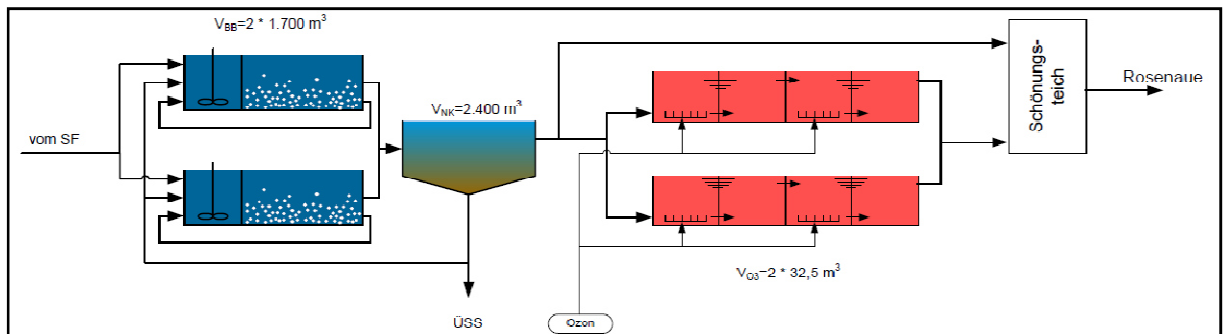 V_BB=2 * 1.700 m³
vom SF
V_NK=2.400 m³
ÜSS
Ozon
V_O3=2 * 32,5 m³
Schönungs-
teich
Rosenaue